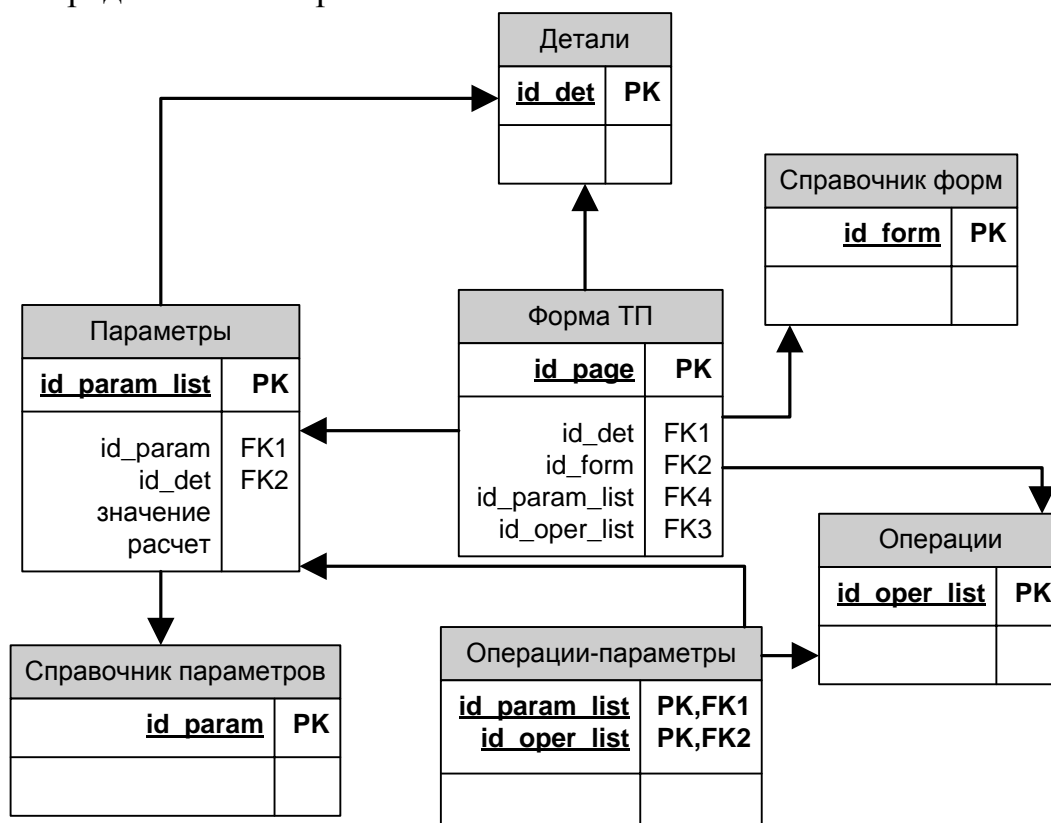 Детали
id_det PK
Справочник форм
id_form PK
Параметры
id_param_list PK
id_param FK1
id_det FK2
значение
расчет
Форма ТП
id_page PK
id_det FK1
id_form FK2
id_param_list FK4
id_oper_list FK3
Операции
id_oper_list PK
Справочник параметров
id_param PK
Операции-параметры
id_param_list PK,FK1
id_oper_list PK,FK2